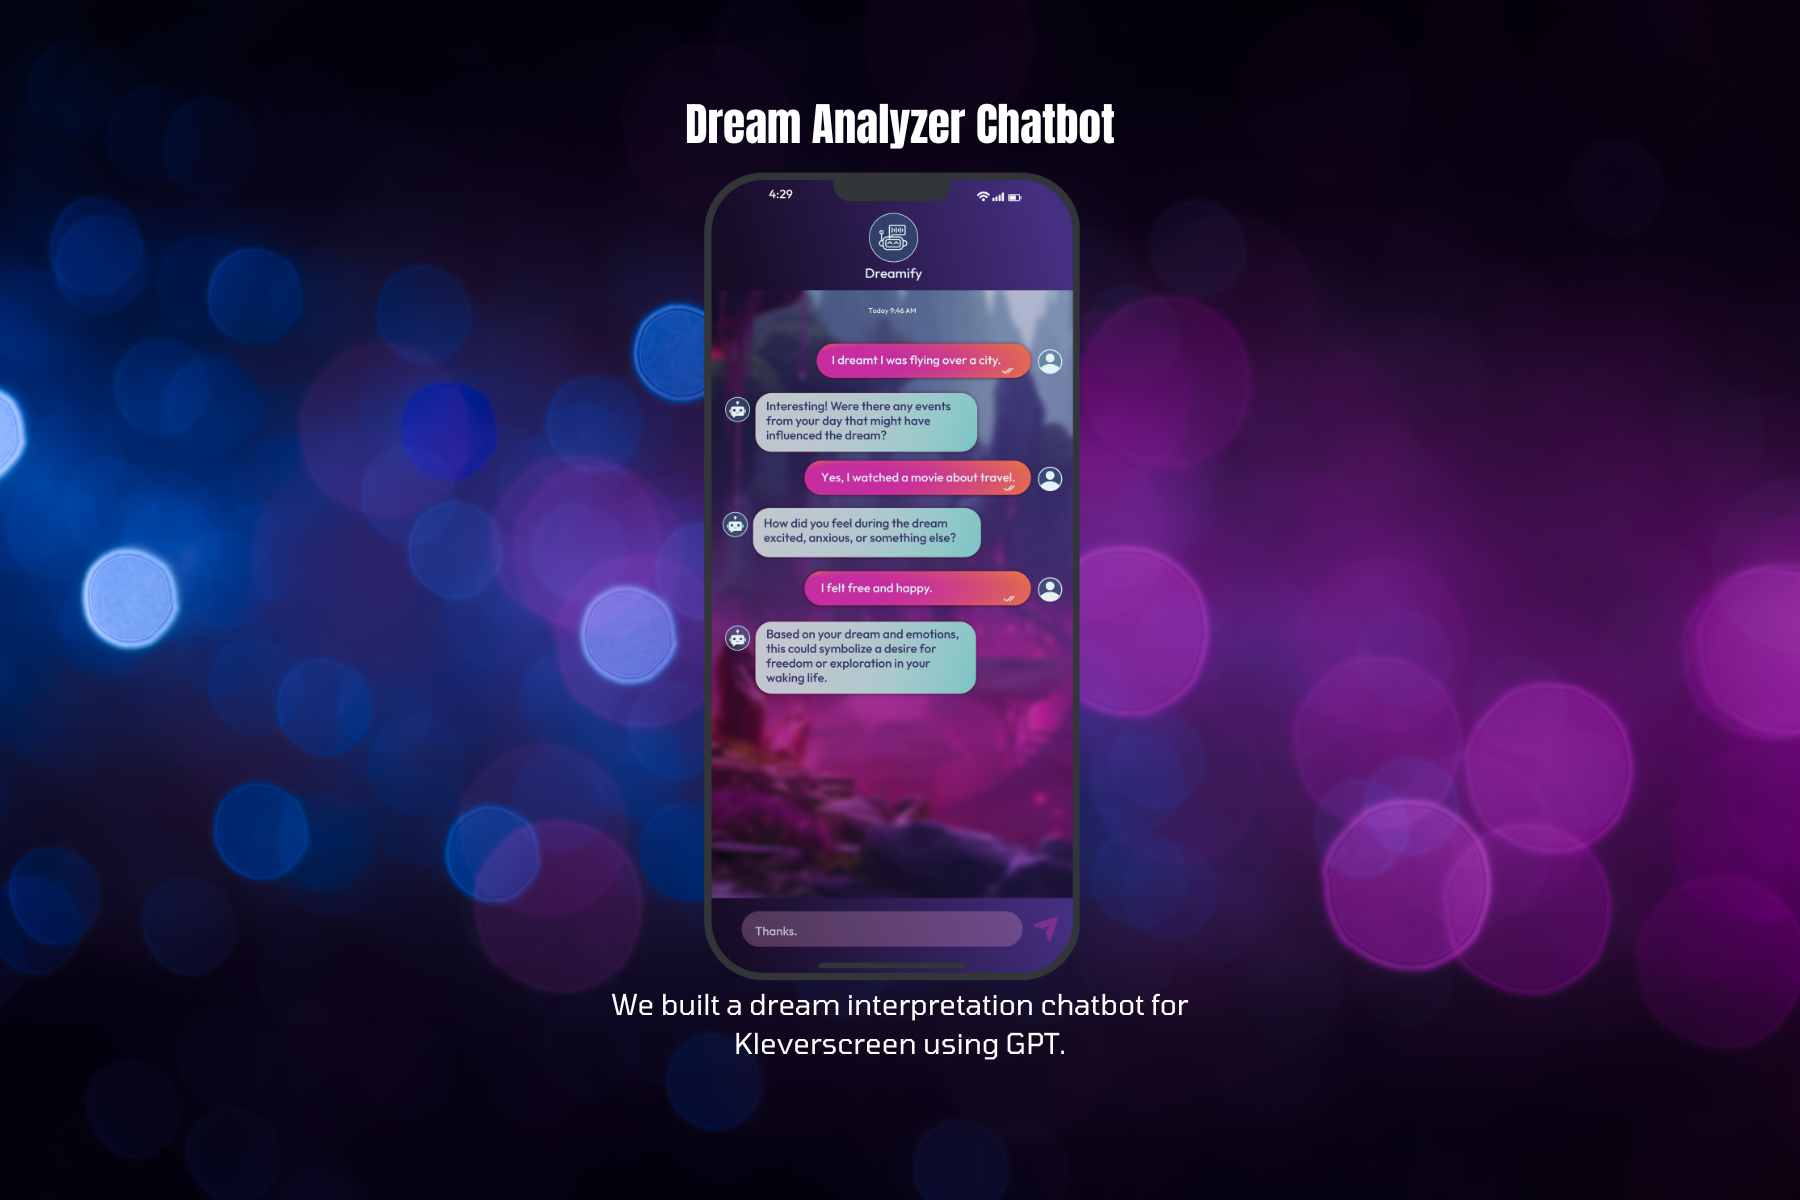 Dream Analyzer Chatbot
4:29
Dreamify
Today 9:46 AM
I dreamt I was flying over a city.
Interesting! Were there any events
from your day that might have
influenced the dream?
Yes, I watched a movie about travel.
How did you feel during the dream
excited, anxious, or something else?
I felt free and happy.
Based on your dream and emotions,
this could symbolize a desire for
freedom or exploration in your
waking life.
Thanks.
We built a dream interpretation chatbot for
Kleverscreen using GPT.